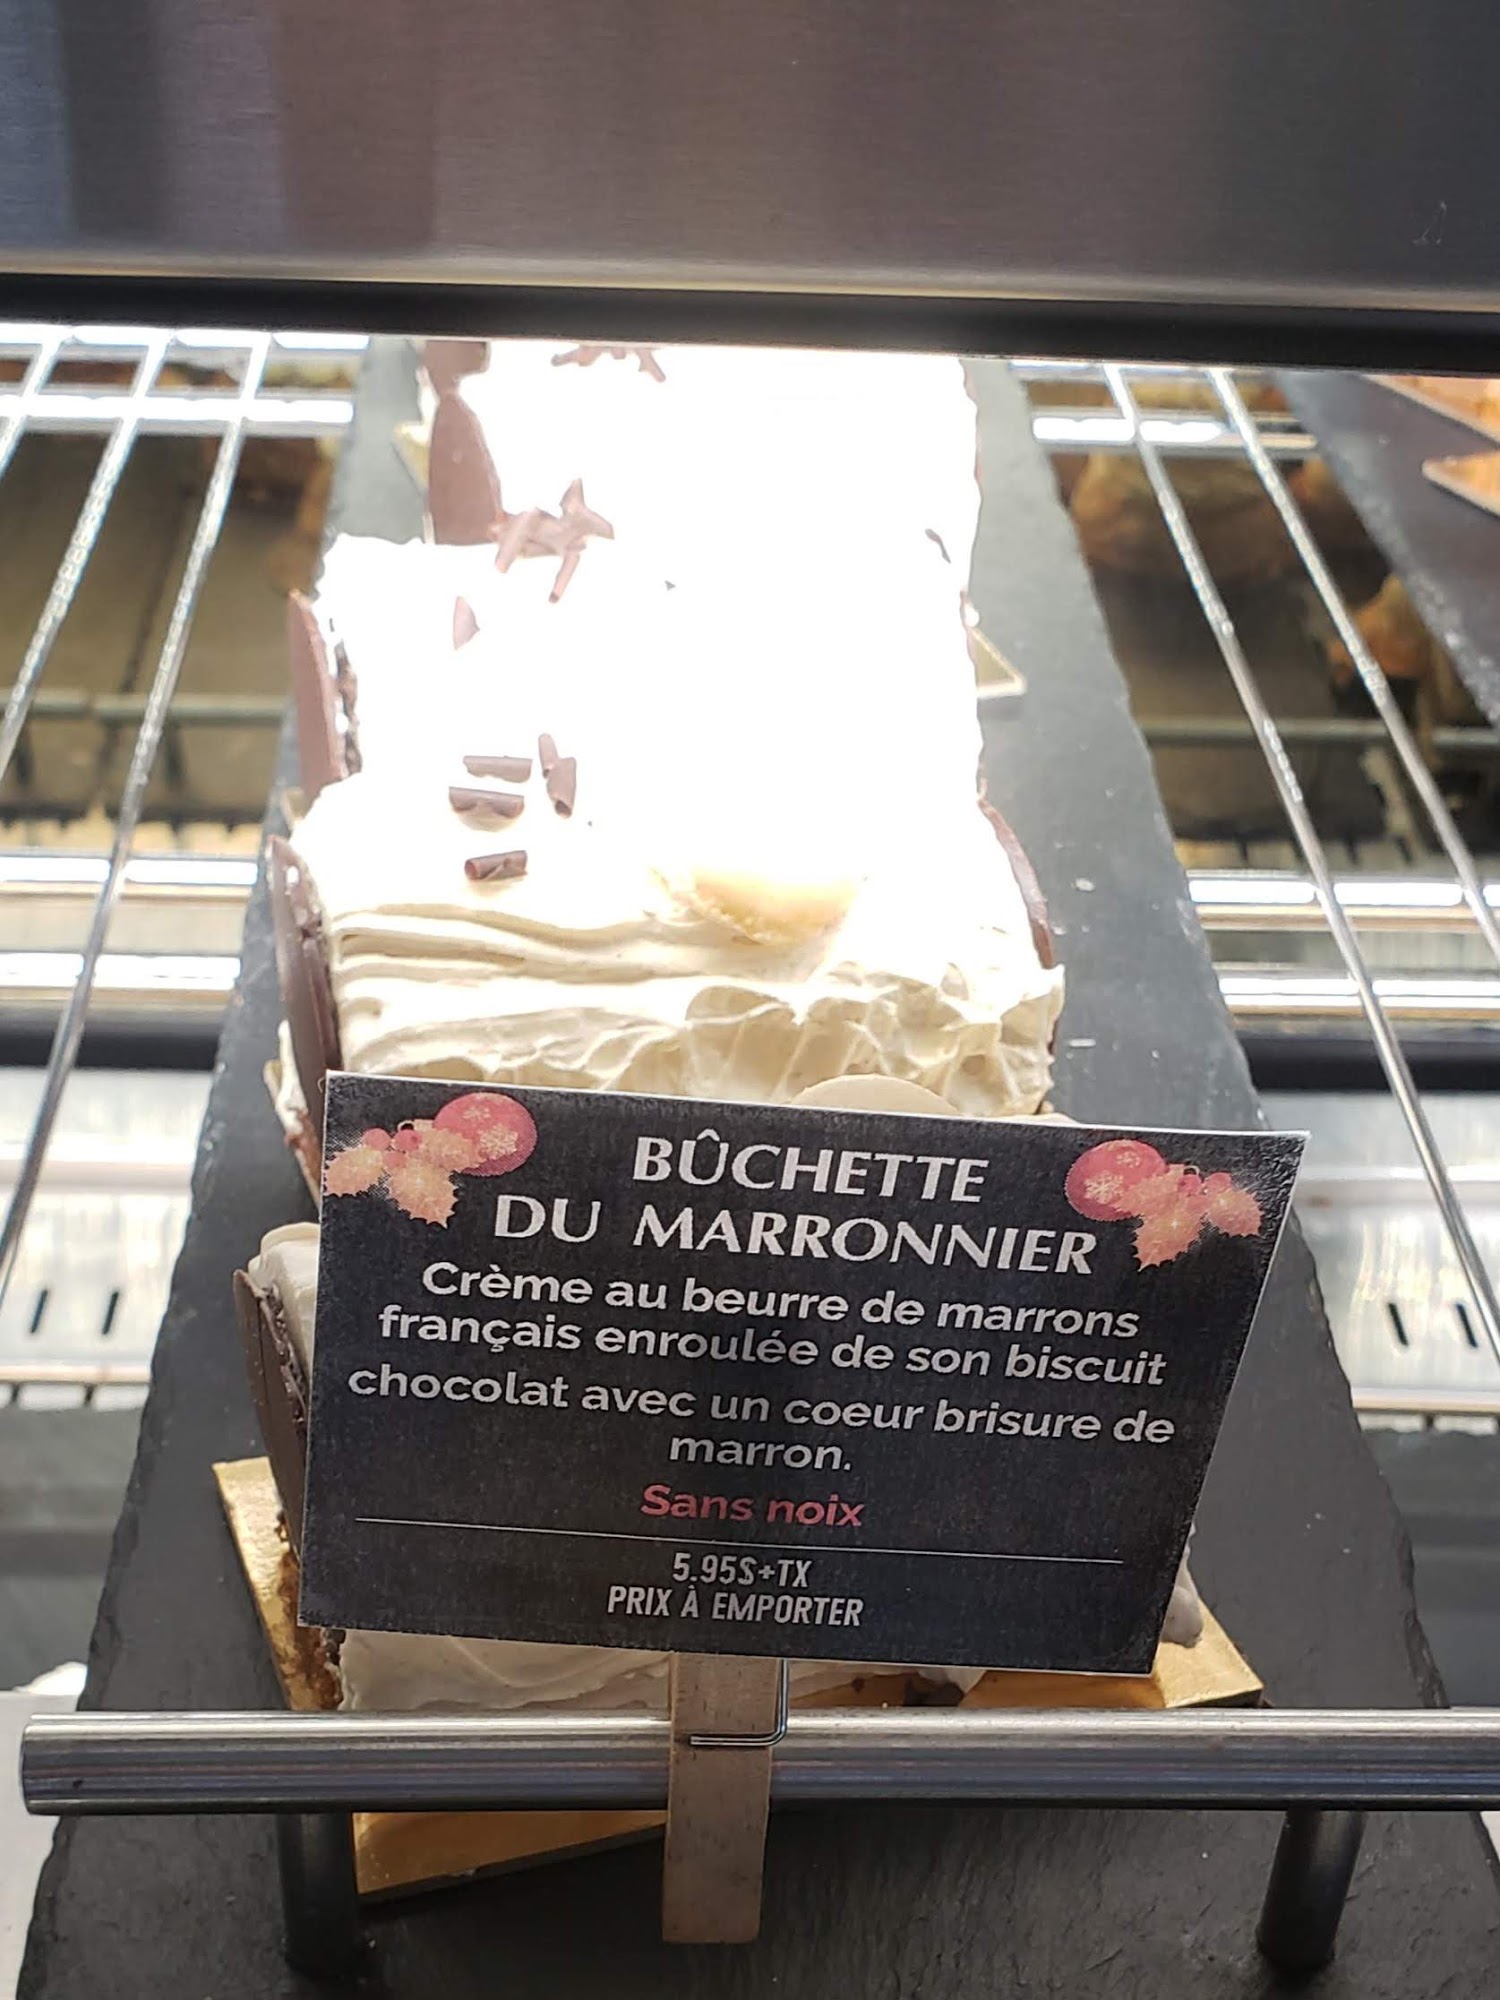 BÛCHETTE
DU MARRONNIER
Crème au beurre de marrons
français enroulée de son biscuit
chocolat avec un coeur brisure de
marron.
Sans noix
5.95$+TX
PRIX À EMPORTER